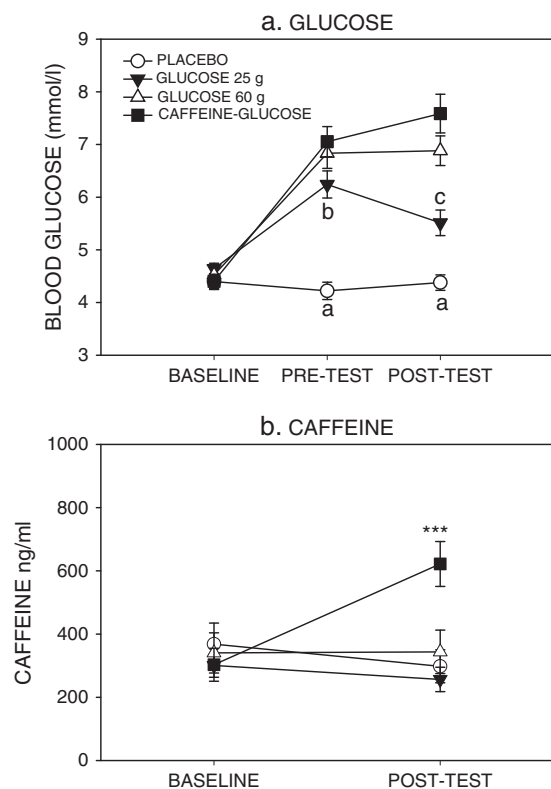 a. GLUCOSE
9
8
7
6
5
4
3
BLOOD GLUCOSE (mmol/l)
PLACEBO
GLUCOSE 25 g
GLUCOSE 60 g
CAFFEINE-GLUCOSE
b
c
a
a
BASELINE PRE-TEST POST-TEST
b. CAFFEINE
1000
800
600
400
200
0
CAFFEINE ng/ml
***
BASELINE POST-TEST